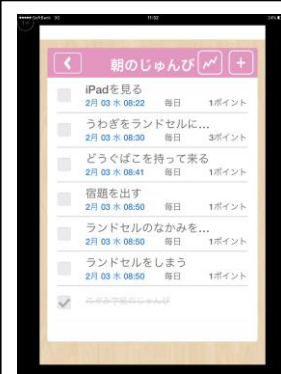 SoftBank 3G 11:52
朝のじゅんび
iPadを見る
2月 03 水 08:22 毎日 1ポイント
うわぎをランドセルに...
2月 03 水 08:30 毎日 3ポイント
どうぐばこを持って来る
2月 03 水 08:41 毎日 1ポイント
宿題を出す
2月 03 水 08:50 毎日 1ポイント
ランドセルのなかみを...
2月 03 水 08:50 毎日 1ポイント
ランドセルをしまう
2月 03 水 08:50 毎日 1ポイント